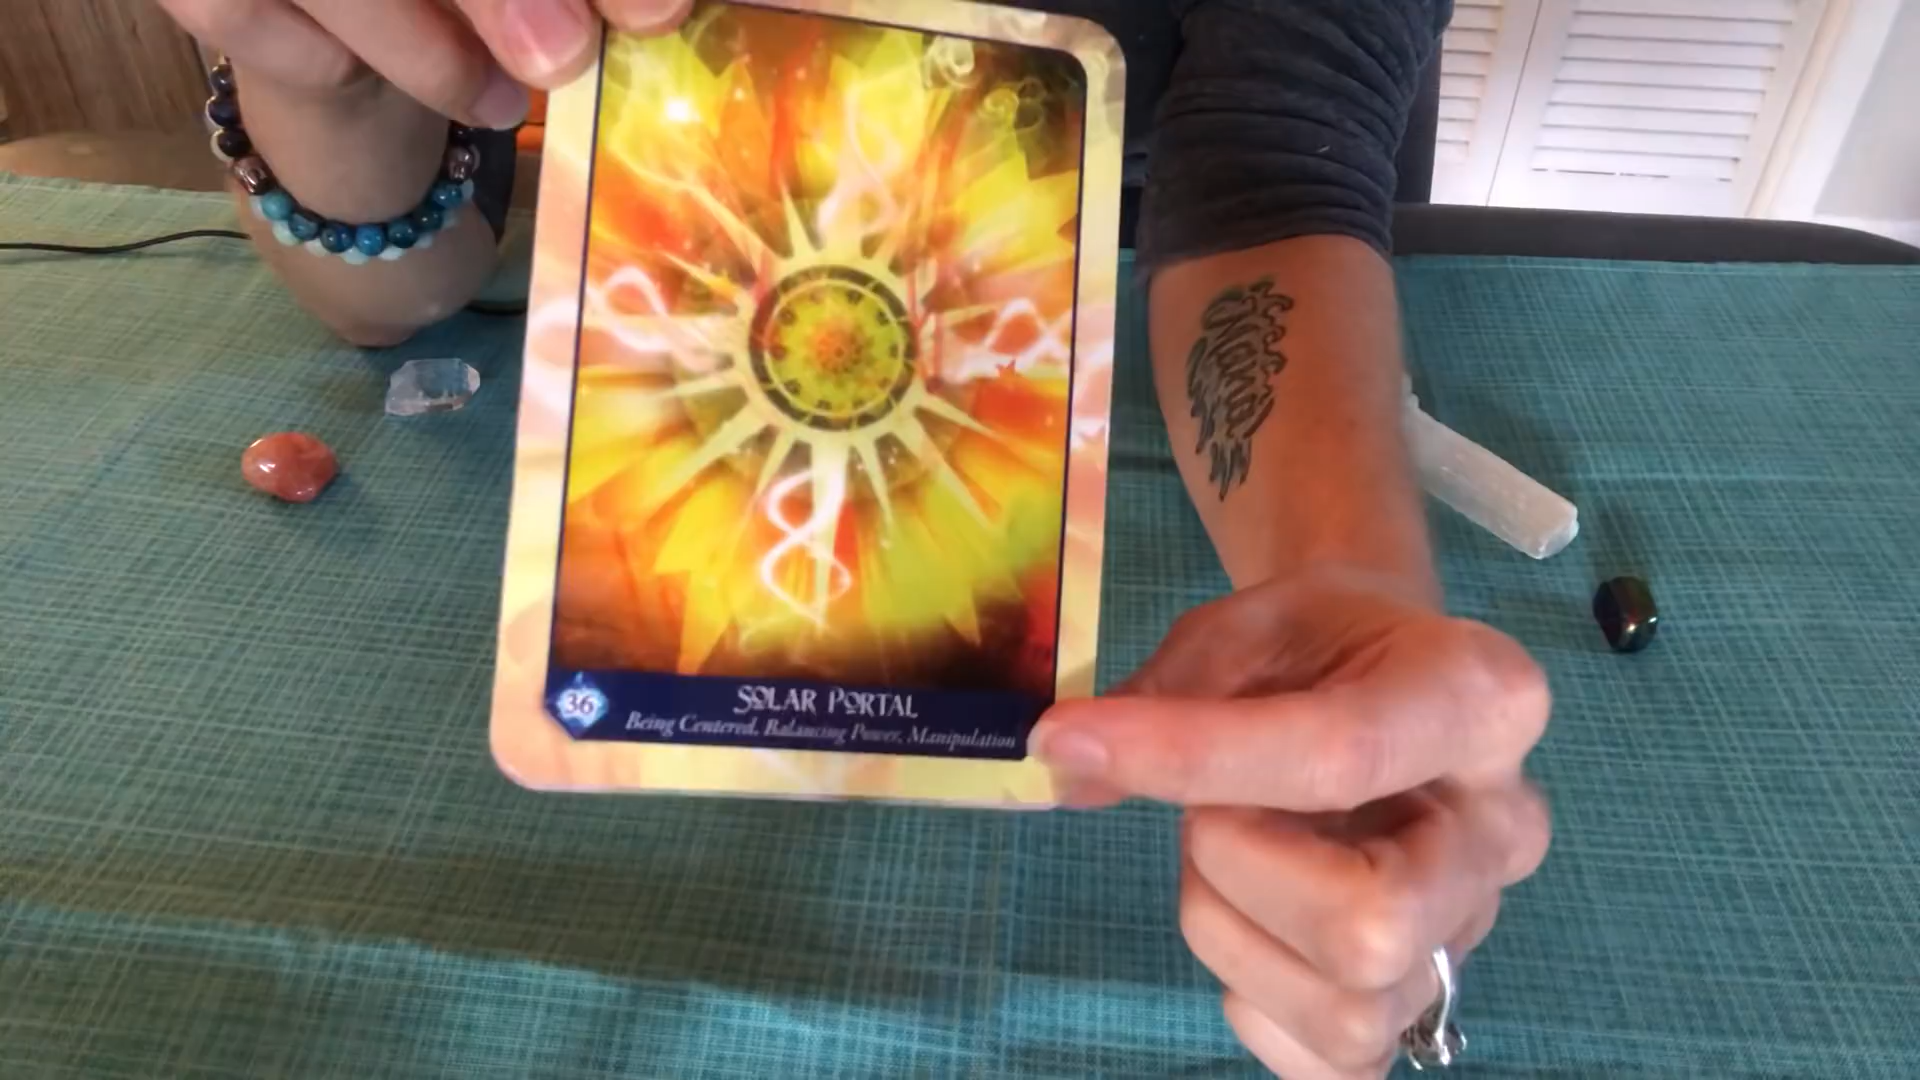 36
SOLAR PORTAL
Being Centered, Balancing Power, Manipulation